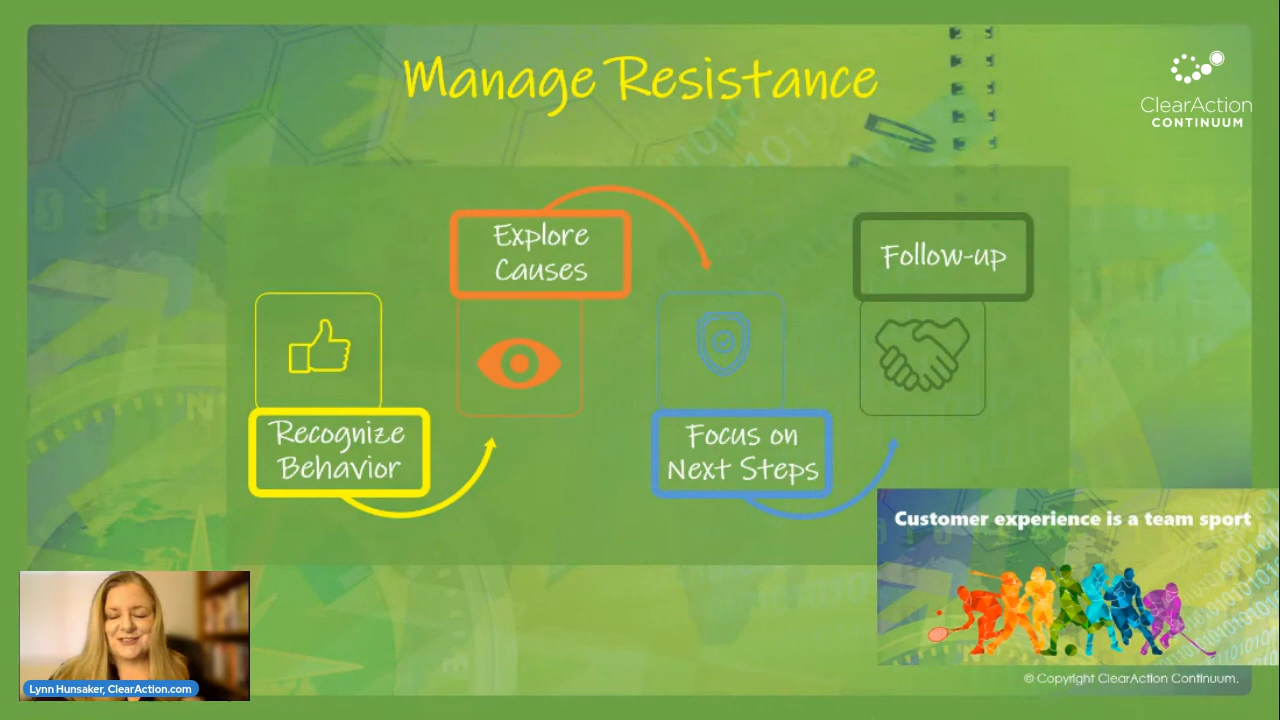 Manage Resistance
ClearAction
CONTINUUM
Explore
Causes
Follow-up
Recognize
Behavior
Focus on
Next Steps
Customer experience is a team sport
Lynn Hunsaker, ClearAction.com
© Copyright ClearAction Continuum.